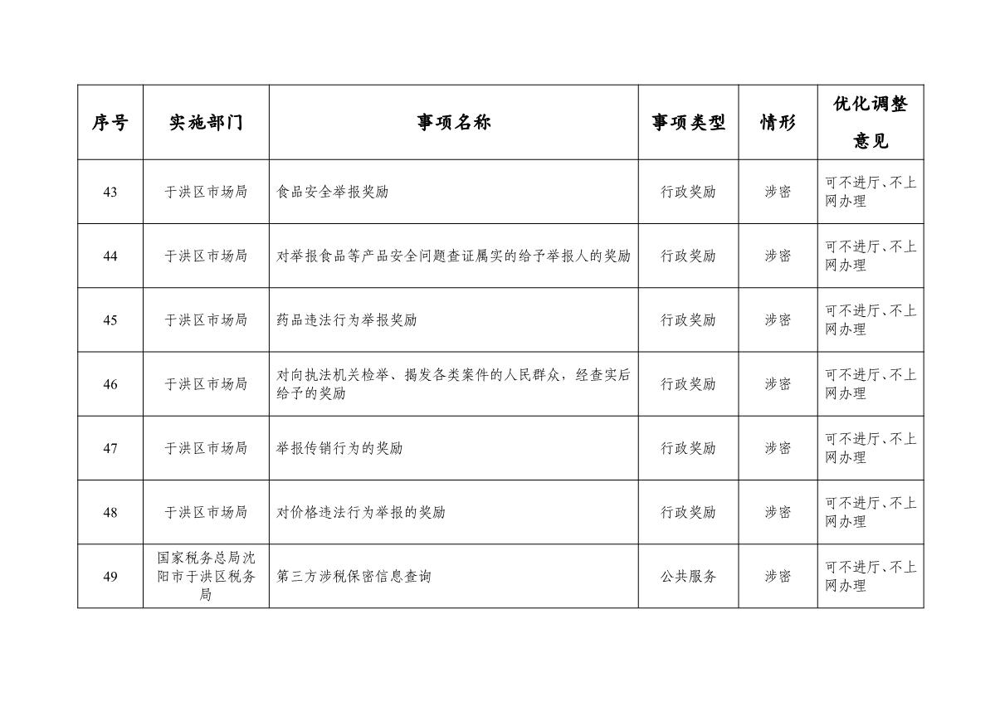 序号 实施部门 事项名称 事项类型 情形 优化调整
意见
43 于洪区市场局 食品安全举报奖励 行政奖励 涉密 可不进厅、不上
网办理
44 于洪区市场局 对举报食品等产品安全问题查证属实的给予举报人的奖励 行政奖励 涉密 可不进厅、不上
网办理
45 于洪区市场局 药品违法行为举报奖励 行政奖励 涉密 可不进厅、不上
网办理
46 于洪区市场局 对向执法机关检举、揭发各类案件的人民群众，经查实后
给予的奖励 行政奖励 涉密 可不进厅、不上
网办理
47 于洪区市场局 举报传销行为的奖励 行政奖励 涉密 可不进厅、不上
网办理
48 于洪区市场局 对价格违法行为举报的奖励 行政奖励 涉密 可不进厅、不上
网办理
49 国家税务总局沈
阳市于洪区税务
局 第三方涉税保密信息查询 公共服务 涉密 可不进厅、不上
网办理